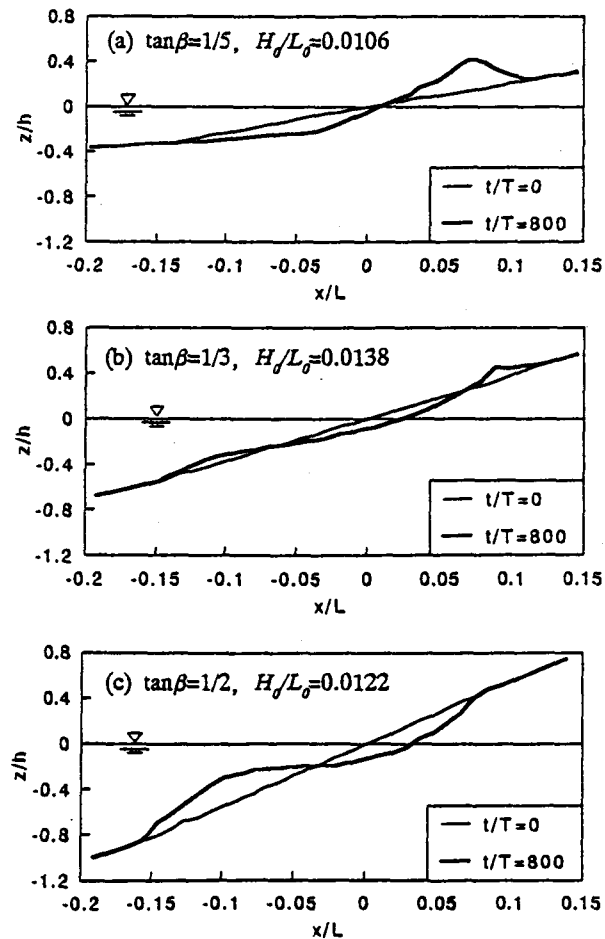 0.8
(a) tanβ=1/5, H₀/L₀=0.0106
0.4
0
-0.4
-0.8
-1.2
z/h
t/T=0
t/T=800
-0.2 -0.15 -0.1 -0.05 0 0.05 0.1 0.15
x/L
0.8
(b) tanβ=1/3, H₀/L₀=0.0138
0.4
0
-0.4
-0.8
-1.2
z/h
t/T=0
t/T=800
-0.2 -0.15 -0.1 -0.05 0 0.05 0.1 0.15
x/L
0.8
(c) tanβ=1/2, H₀/L₀=0.0122
0.4
0
-0.4
-0.8
-1.2
z/h
t/T=0
t/T=800
-0.2 -0.15 -0.1 -0.05 0 0.05 0.10 0.15
x/L